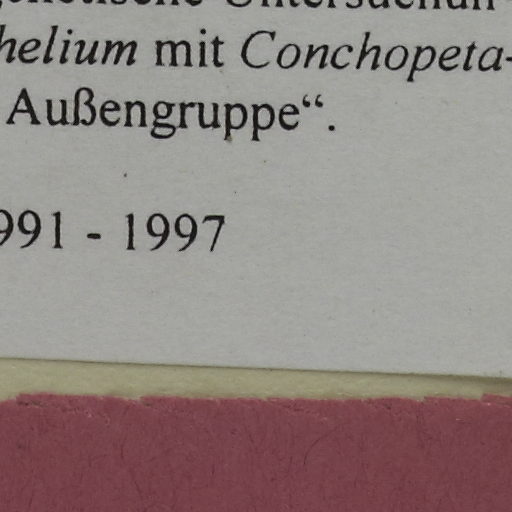 helium mit Conchopeta-
Außengruppe“.
991 - 1997